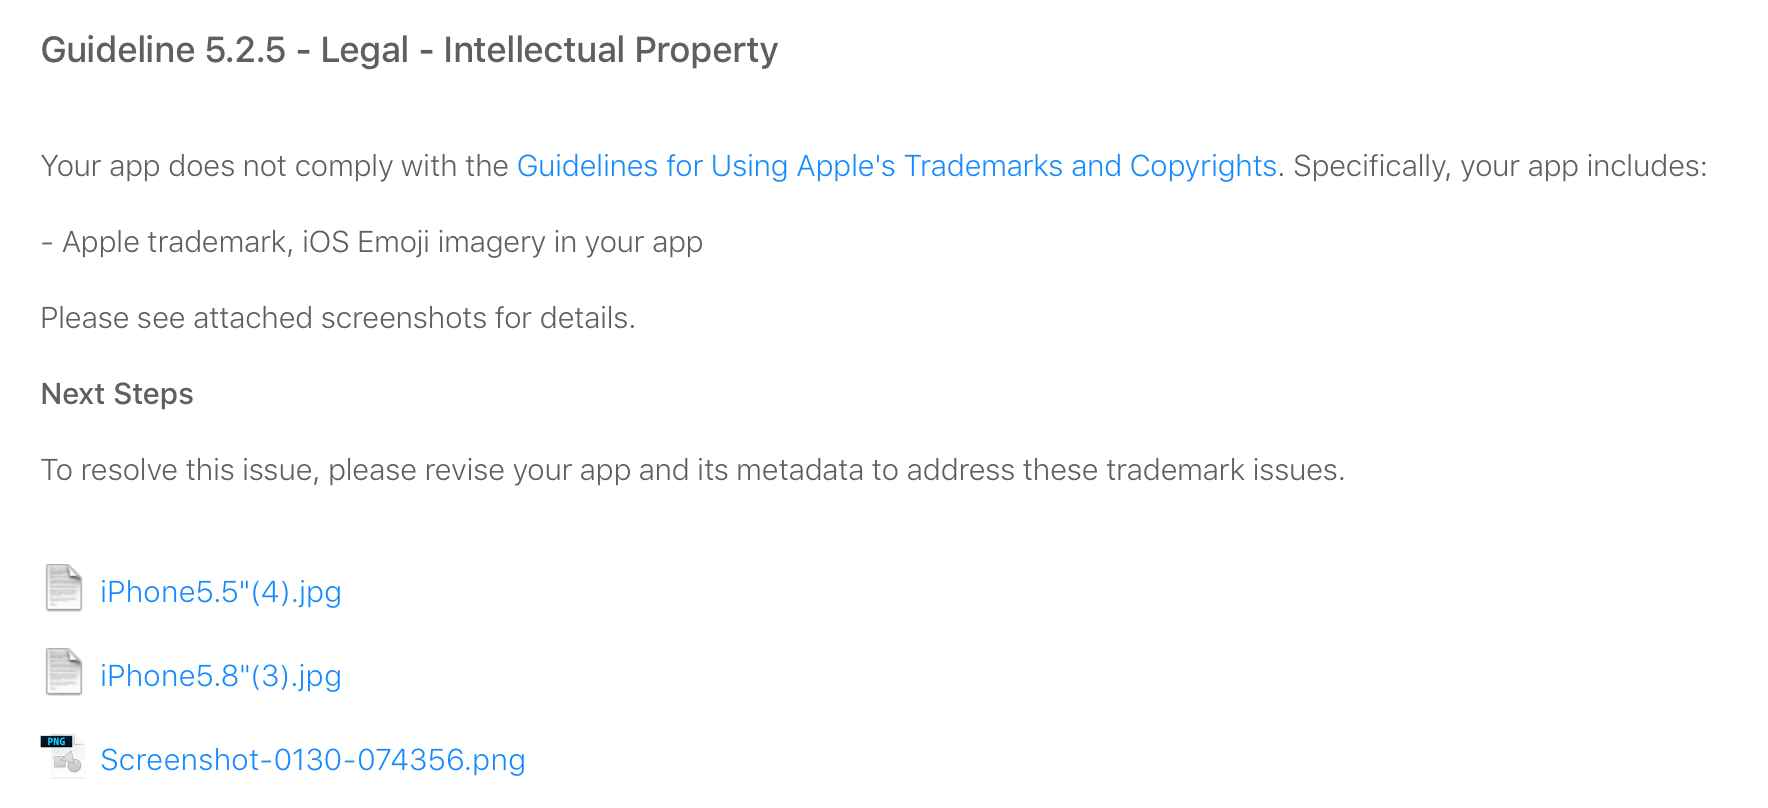 Guideline 5.2.5 - Legal - Intellectual Property
Your app does not comply with the Guidelines for Using Apple's Trademarks and Copyrights. Specifically, your app includes:
- Apple trademark, iOS Emoji imagery in your app
Please see attached screenshots for details.
Next Steps
To resolve this issue, please revise your app and its metadata to address these trademark issues.
iPhone5.5"(4).jpg
iPhone5.8"(3).jpg
PNG
Screenshot-0130-074356.png